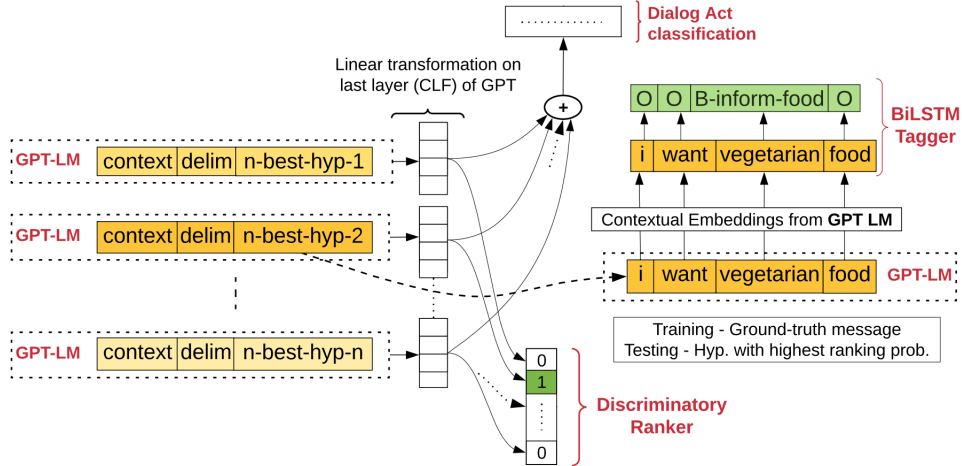 Dialog Act
classification
Linear transformation on
last layer (CLF) of GPT
+
GPT-LM context delim n-best-hyp-1
GPT-LM context delim n-best-hyp-2
GPT-LM context delim n-best-hyp-n
O O B-inform-food O
BiLSTM
Tagger
i want vegetarian food
Contextual Embeddings from GPT LM
i want vegetarian food GPT-LM
Training - Ground-truth message
Testing - Hyp. with highest ranking prob.
0
1
0
Discriminatory
Ranker